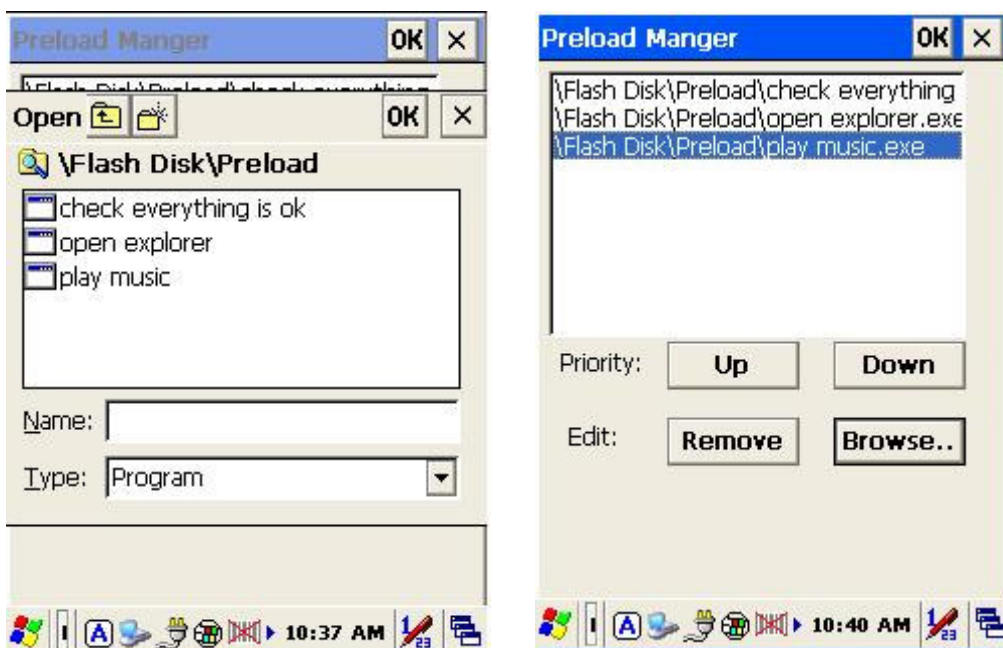 Preload Manger OK
Open OK
\Flash Disk\Preload
check everything is ok
open explorer
play music
Name:
Type: Program
10:37 AM
Preload Manger OK
\Flash Disk\Preload\check everything
\Flash Disk\Preload\open explorer.exe
\Flash Disk\Preload\play music.exe
Priority: Up Down
Edit: Remove Browse..
A 10:40 AM